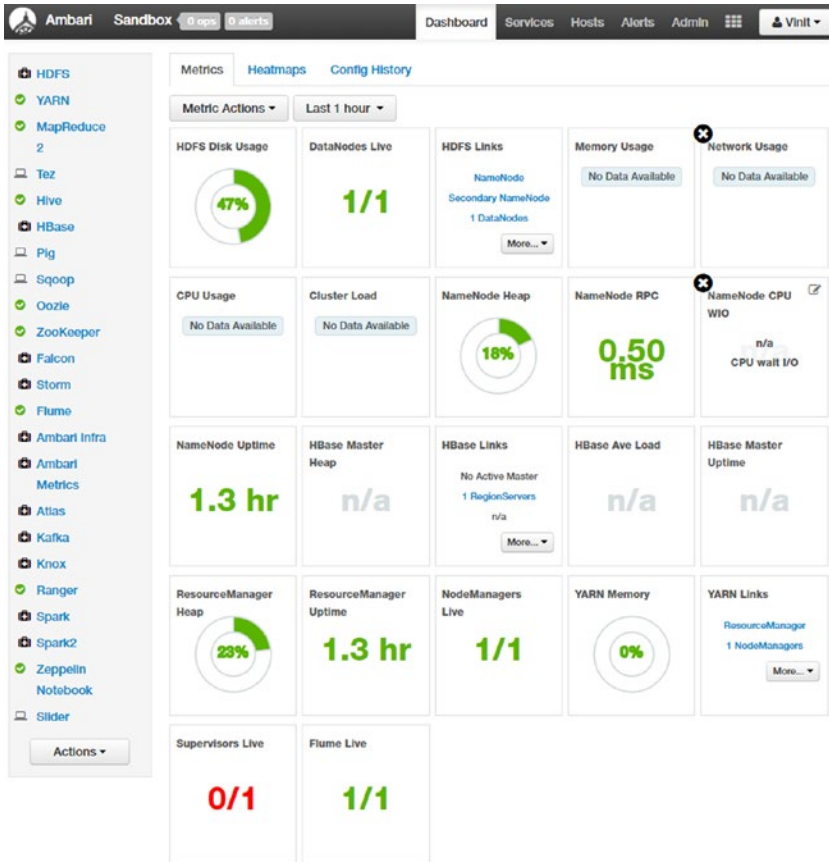 Ambari Sandbox 0 ops 0 alerts Dashboard Services Hosts Alerts Admin Vinit
HDFS
YARN
MapReduce
2
Tez
Hive
HBase
Pig
Sqoop
Oozie
ZooKeeper
Falcon
Storm
Flume
Ambari Infra
Ambari
Metrics
Atlas
Kafka
Knox
Ranger
Spark
Spark2
Zeppelin
Notebook
Slider
Actions
Metrics Heatmaps Config History
Metric Actions Last 1 hour
HDFS Disk Usage
47%
DataNodes Live
1/1
HDFS Links
NameNode
Secondary NameNode
1 DataNodes
More...
Memory Usage
No Data Available
Network Usage
No Data Available
CPU Usage
No Data Available
Cluster Load
No Data Available
NameNode Heap
18%
NameNode RPC
0.50
ms
NameNode CPU
WIO
n/a
n/a
CPU wait I/O
NameNode Uptime
1.3 hr
HBase Master
Heap
n/a
HBase Links
No Active Master
1 RegionServers
n/a
More...
HBase Ave Load
n/a
HBase Master
Uptime
n/a
ResourceManager
Heap
23%
ResourceManager
Uptime
1.3 hr
NodeManagers
Live
1/1
YARN Memory
0%
YARN Links
ResourceManager
1 NodeManagers
More...
Supervisors Live
0/1
Flume Live
1/1